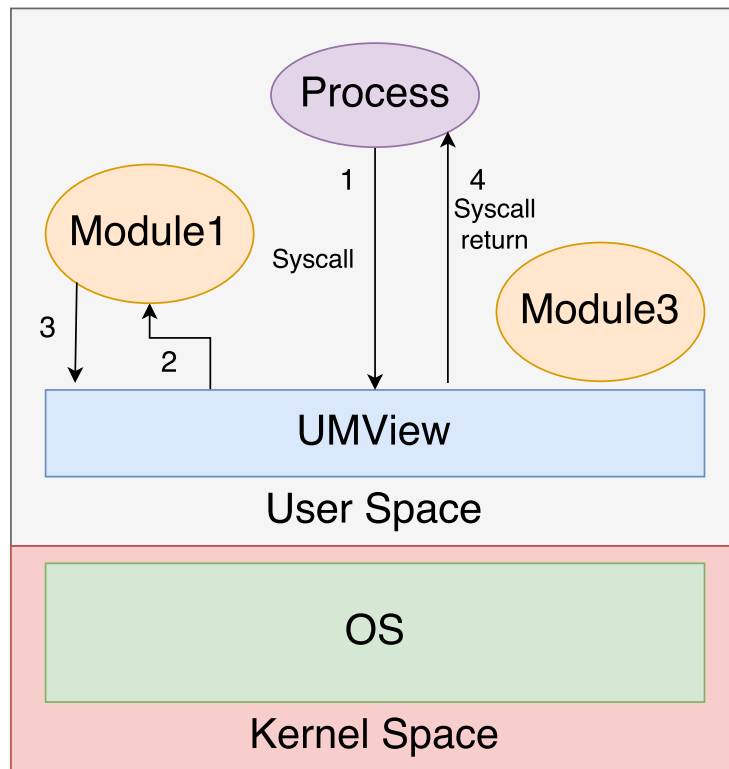 Process
1
4
Syscall
return
Module1
Syscall
Module3
3
2
UMView
User Space
OS
Kernel Space